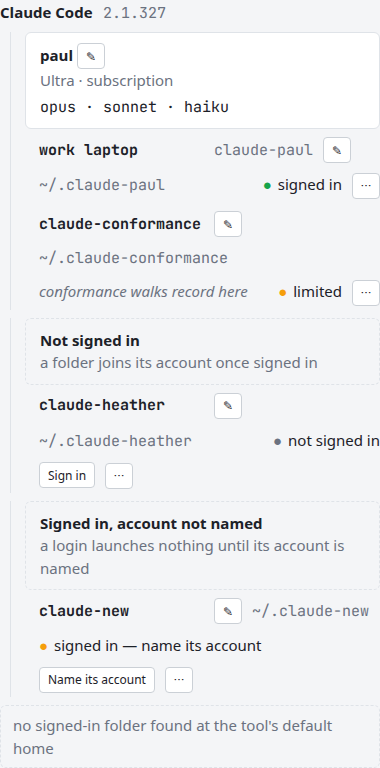 Claude Code 2.1.327
paul ✎
Ultra · subscription
opus · sonnet · haiku
work laptop claude-paul ✎
~/.claude-paul signed in ...
claude-conformance ✎
~/.claude-conformance
conformance walks record here limited ...
Not signed in
a folder joins its account once signed in
claude-heather ✎
~/.claude-heather not signed in
Sign in ...
Signed in, account not named
a login launches nothing until its account is
named
claude-new ✎ ~/.claude-new
signed in — name its account
Name its account ...
no signed-in folder found at the tool's default
home